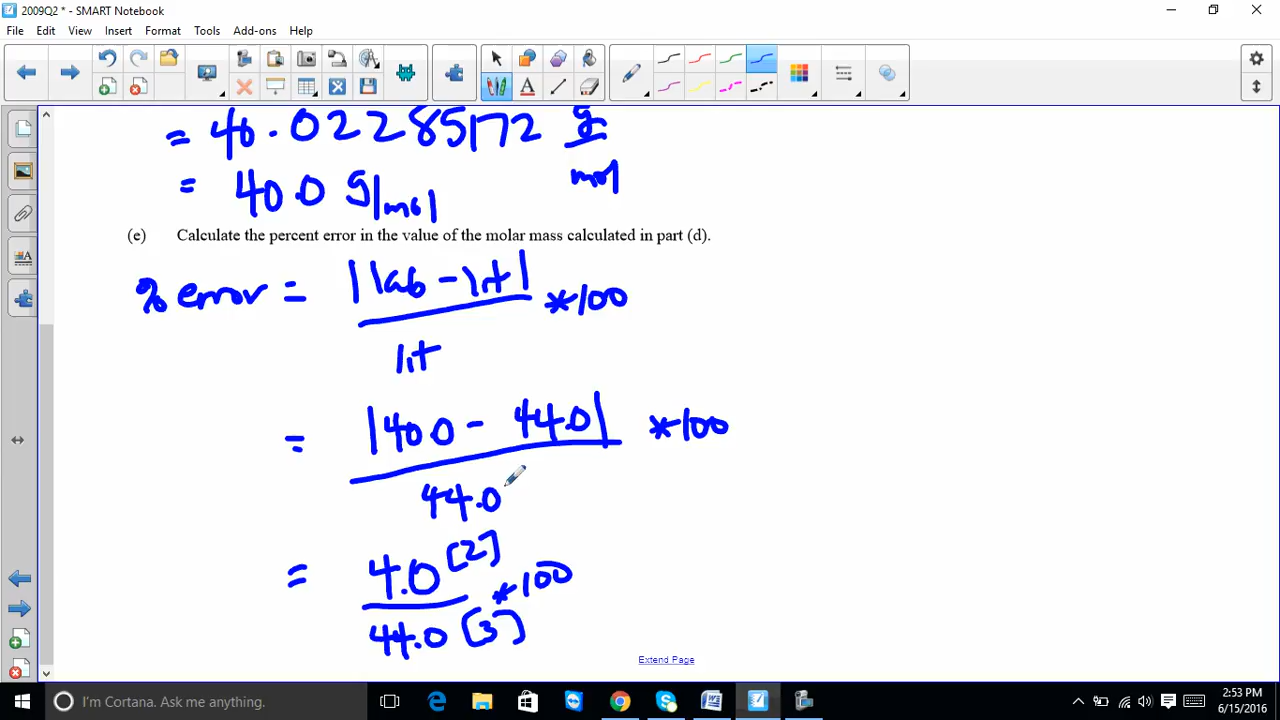 2009Q2 * - SMART Notebook
File Edit View Insert Format Tools Add-ons Help
= 40.02285172 g/mol
= 40.0 g/mol
(e) Calculate the percent error in the value of the molar mass calculated in part (d).
% error = |lab - lit| *100
lit
= |40.0 - 44.0| *100
44.0
= 4.0 [2] *100
44.0 [3]
Extend Page
I'm Cortana. Ask me anything.
2:53 PM
6/15/2016